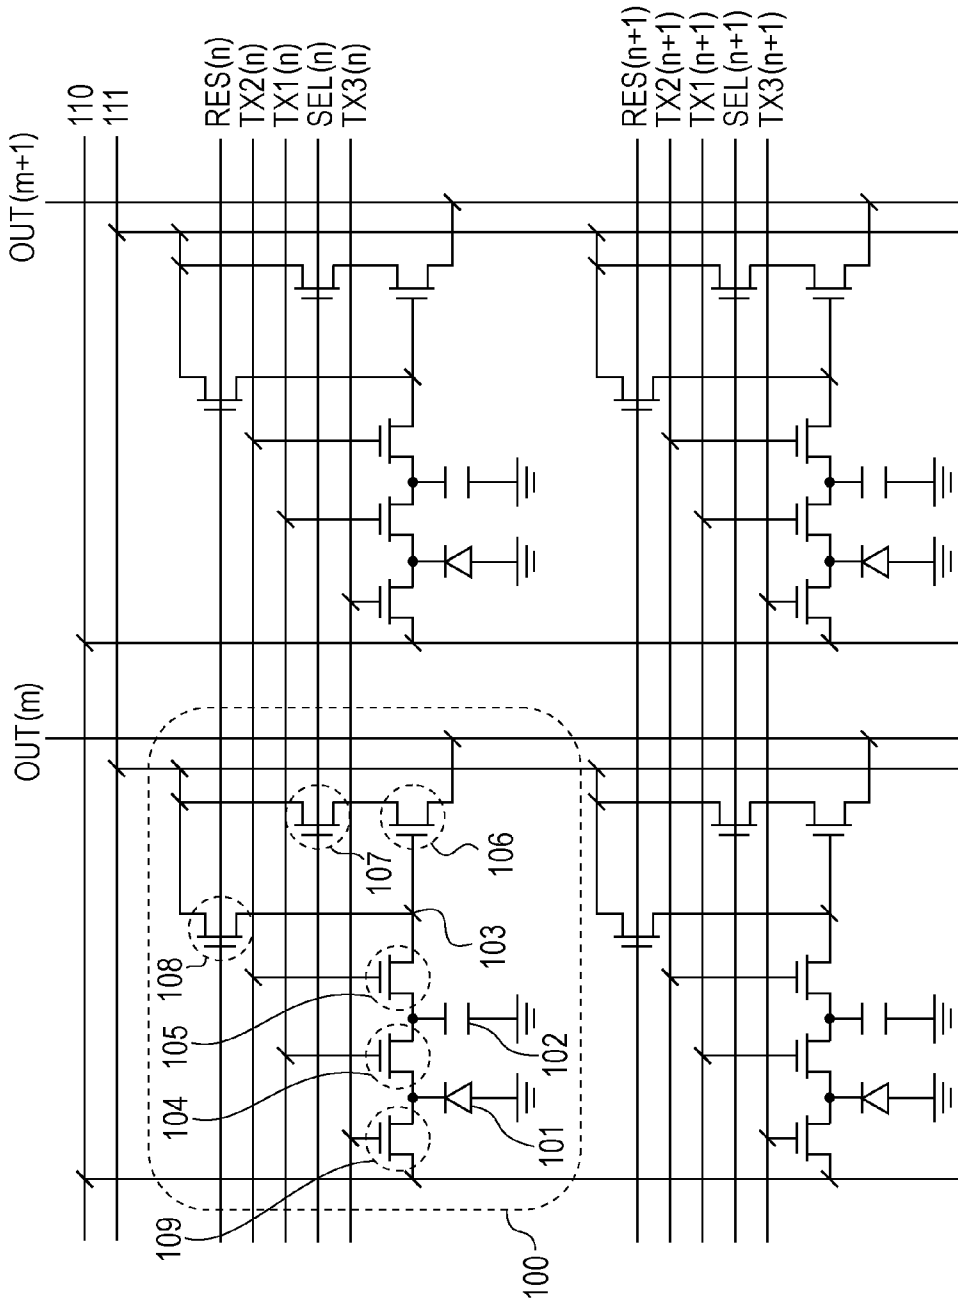 110
111
RES(n)
TX2(n)
TX1(n)
SEL(n)
TX3(n)
RES(n+1)
TX2(n+1)
TX1(n+1)
SEL(n+1)
TX3(n+1)
OUT(m+1)
OUT(m)
108
107
106
105
103
104
102
101
109
100